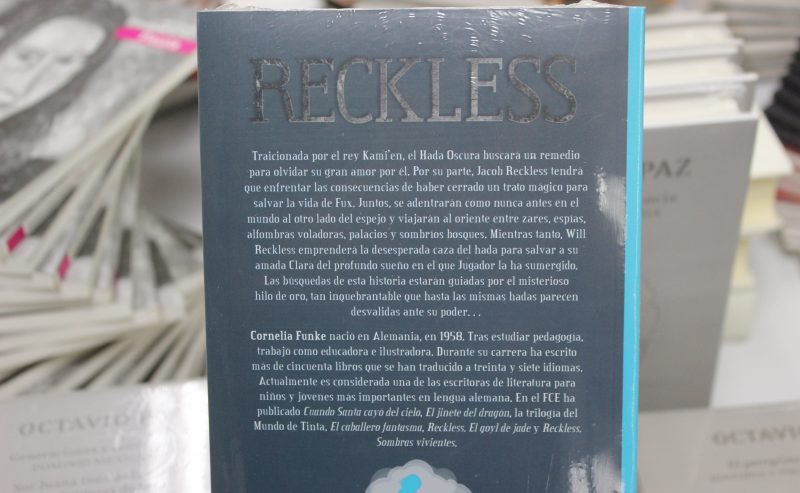 RECKLESS
Traicionada por el rey Kami'en, el Hada Oscura buscará un remedio
para olvidar su gran amor por él. Por su parte, Jacob Reckless tendrá
que enfrentar las consecuencias de haber cerrado un trato mágico para
salvar la vida de Fux. Juntos, se adentrarán como nunca antes en el
mundo al otro lado del espejo y viajarán al oriente entre zares, espías,
alfombras voladoras, palacios y sombríos bosques. Mientras tanto, Will
Reckless emprenderá la desesperada caza del hada para salvar a su
amada Clara del profundo sueño en el que Jugador la ha sumergido.
Las búsquedas de esta historia estarán guiadas por el misterioso
hilo de oro, tan inquebrantable que hasta las mismas hadas parecen
desvalidas ante su poder...
Cornelia Funke nació en Alemania, en 1958. Tras estudiar pedagogía,
trabajó como educadora e ilustradora. Durante su carrera ha escrito
más de cincuenta libros que se han traducido a treinta y siete idiomas.
Actualmente es considerada una de las escritoras de literatura para
niños y jóvenes más importantes en lengua alemana. En el FCE ha
publicado Cuando Santa cayó del cielo, El jinete del dragón, la trilogía del
Mundo de Tinta, El caballero fantasma, Reckless. El goyl de jade y Reckless.
Sombras vivientes.
PAZ
OCTAVIO
OCTAVI